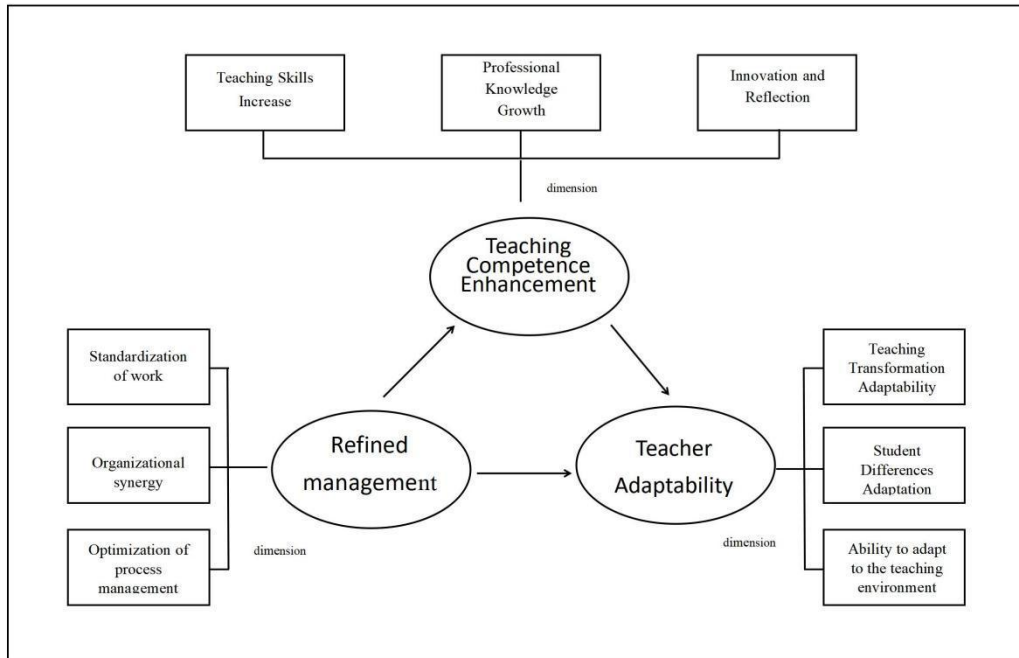 Teaching Skills
Increase
Professional
Knowledge
Growth
Innovation and
Reflection
dimension
Teaching
Competence
Enhancement
Standardization
of work
Organizational
synergy
Optimization of
process
management
dimension
Refined
management
Teacher
Adaptability
dimension
Teaching
Transformation
Adaptability
Student
Differences
Adaptation
Ability to adapt
to the teaching
environment